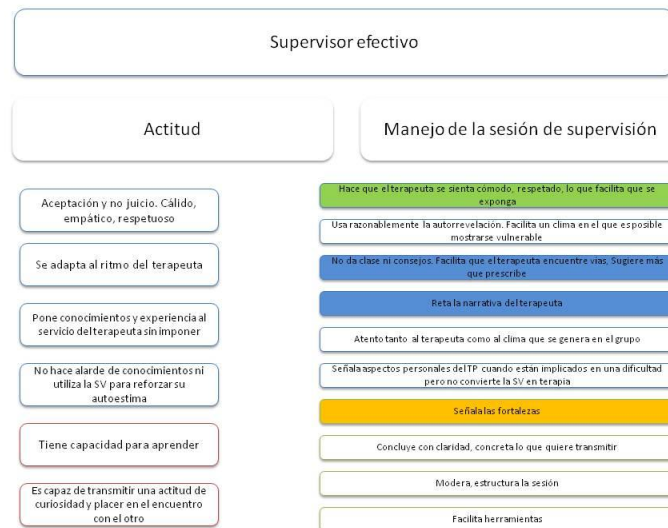 Supervisor efectivo
Actitud
Manejo de la sesión de supervisión
Aceptación y no juicio. Cálido,
empático, respetuoso
Se adapta al ritmo del terapeuta
Pone conocimientos y experiencia al
servicio del terapeuta sin imponer
No hace alarde de conocimientos ni
utiliza la SV para reforzar su
autoestima
Tiene capacidad para aprender
Es capaz de transmitir una actitud de
curiosidad y placer en el encuentro
con el otro
Hace que el terapeuta se sienta cómodo, respetado, lo que facilita que se
exponga
Usa razonablemente la autorrevelación. Facilita un clima en el que es posible
mostrarse vulnerable
No da clase ni consejos. Facilita que el terapeuta encuentre vías, Sugiere más
que prescribe
Reta la narrativa del terapeuta
Atento tanto al terapeuta como al clima que se genera en el grupo
Señala aspectos personales del TP cuando están implicados en una dificultad
pero no convierte la SV en terapia
Señala las fortalezas
Concluye con claridad, concreta lo que quiere transmitir
Modera, estructura la sesión
Facilita herramientas